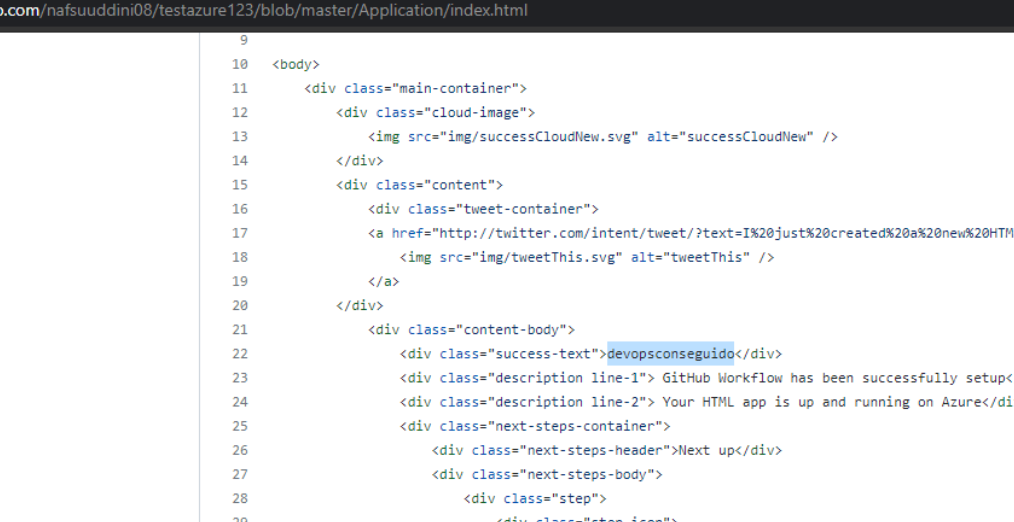 o.com/nafsuuddini08/testazure123/blob/master/Application/index.html
9
10 <body>
11 <div class="main-container">
12 <div class="cloud-image">
13 <img src="img/successCloudNew.svg" alt="successCloudNew" />
14 </div>
15 <div class="content">
16 <div class="tweet-container">
17 <a href="http://twitter.com/intent/tweet/?text=I%20just%20created%20a%20new%20HTM
18 <img src="img/tweetThis.svg" alt="tweetThis" />
19 </a>
20 </div>
21 <div class="content-body">
22 <div class="success-text">devopsconseguido</div>
23 <div class="description line-1"> GitHub Workflow has been successfully setup<
24 <div class="description line-2"> Your HTML app is up and running on Azure</di
25 <div class="next-steps-container">
26 <div class="next-steps-header">Next up</div>
27 <div class="next-steps-body">
28 <div class="step">
29 <div class="step-icon">